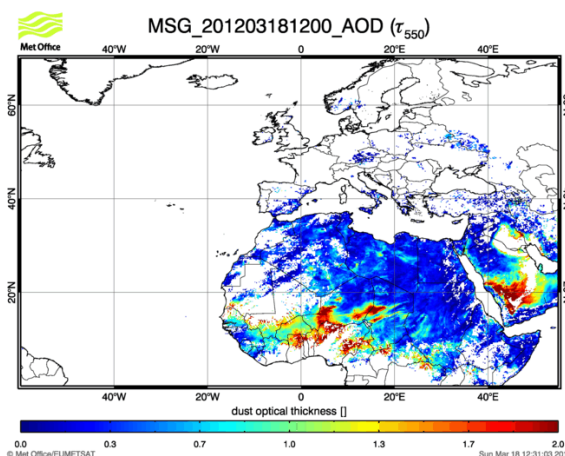 Met Office
MSG_201203181200_AOD (τ550)
40°W 20°W 0° 20°E 40°E
60°N
40°N
20°N
40°W 20°W 0° 20°E 40°E
dust optical thickness []
0.0 0.3 0.7 1.0 1.3 1.7 2.0
© Met Office/EUMETSAT
Sun Mar 18 12:31:03 201